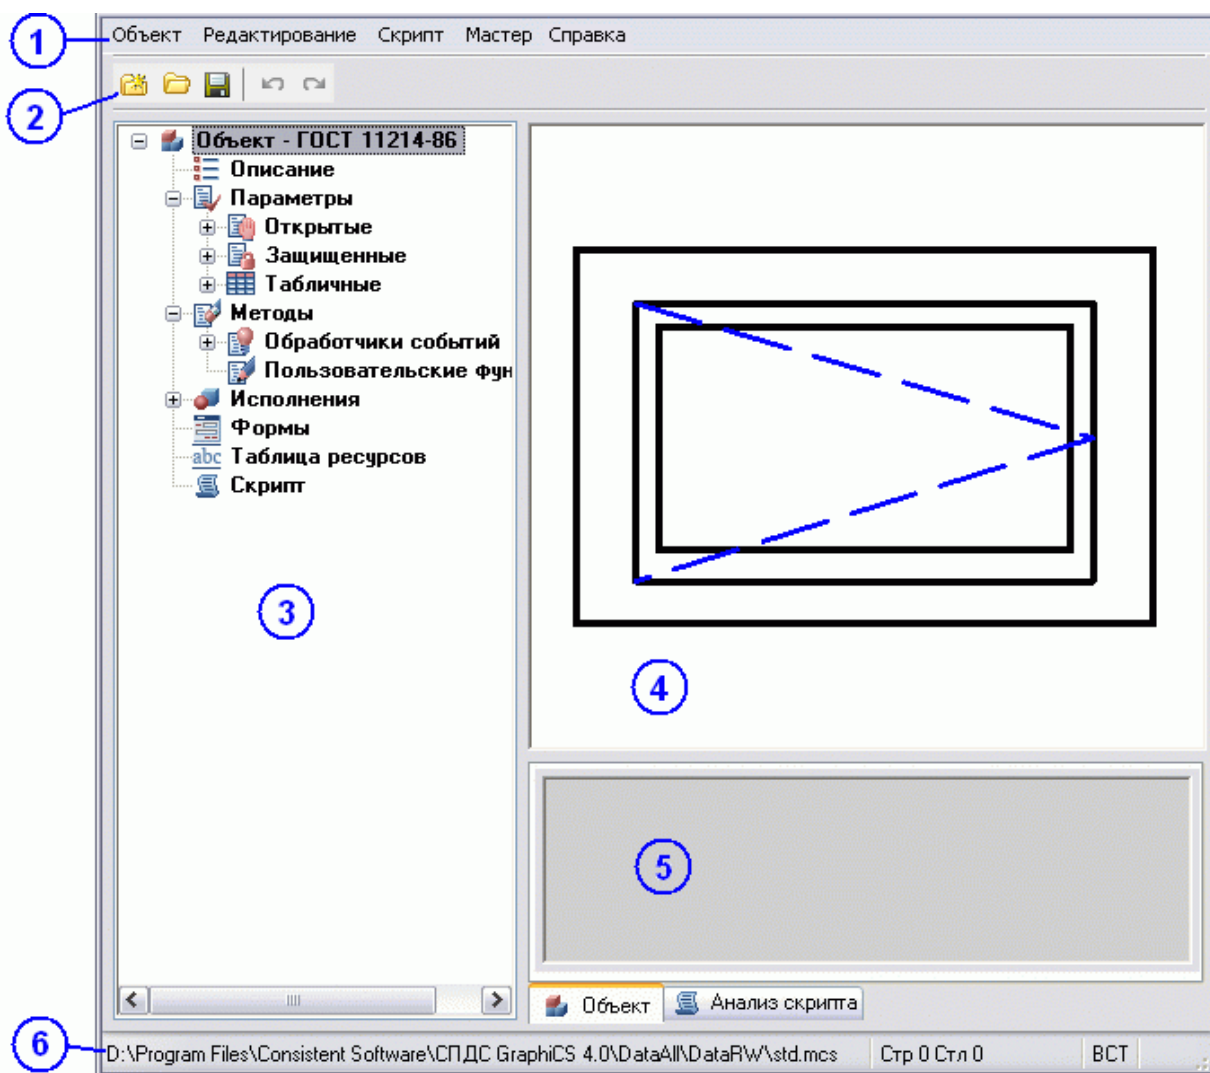 1
Объект Редактирование Скрипт Мастер Справка
2
Объект - ГОСТ 11214-86
Описание
Параметры
Открытые
Защищенные
Табличные
Методы
Обработчики событий
Пользовательские фун
Исполнения
Формы
abc Таблица ресурсов
Скрипт
3
4
5
Объект Анализ скрипта
6
D:\Program Files\Consistent Software\СПДС GraphiCS 4.0\DataAll\DataRW\std.mcs Стр 0 Стл 0 ВСТ